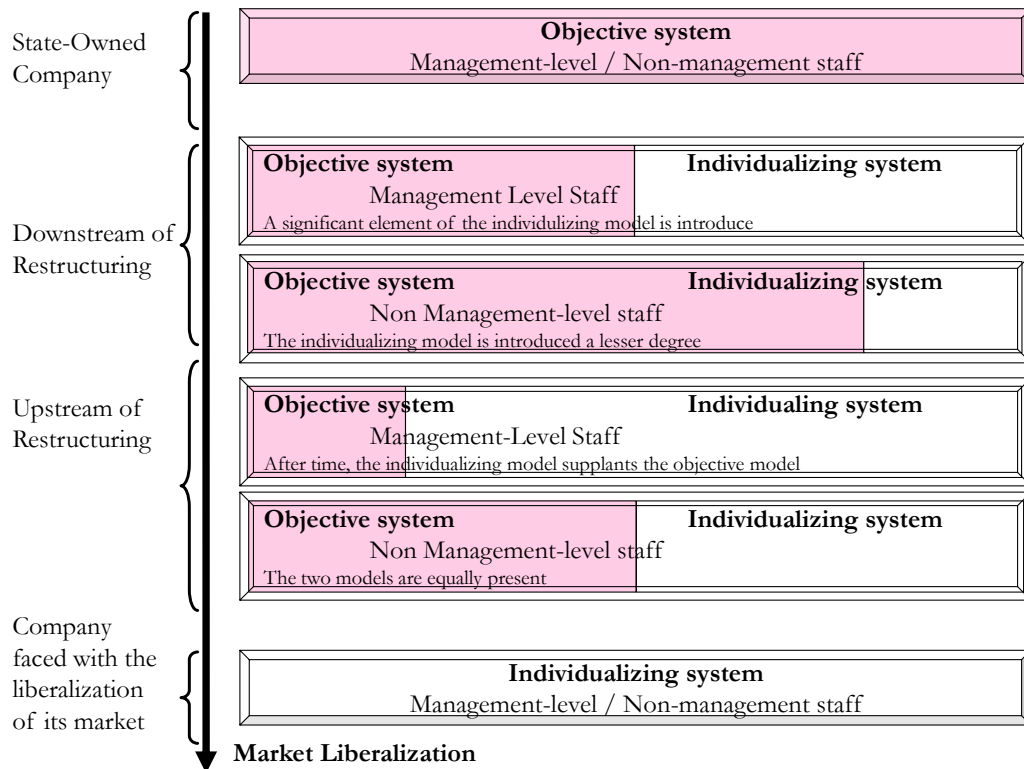 State-Owned
Company
Objective system
Management-level / Non-management staff
Downstream of
Restructuring
Objective system Individualizing system
Management Level Staff
A significant element of the individulizing model is introduce
Objective system Individualizing system
Non Management-level staff
The individualizing model is introduced a lesser degree
Upstream of
Restructuring
Objective system Individualing system
Management-Level Staff
After time, the individualizing model supplants the objective model
Objective system Individualizing system
Non Management-level staff
The two models are equally present
Company
faced with the
liberalization
of its market
Individualizing system
Management-level / Non-management staff
Market Liberalization